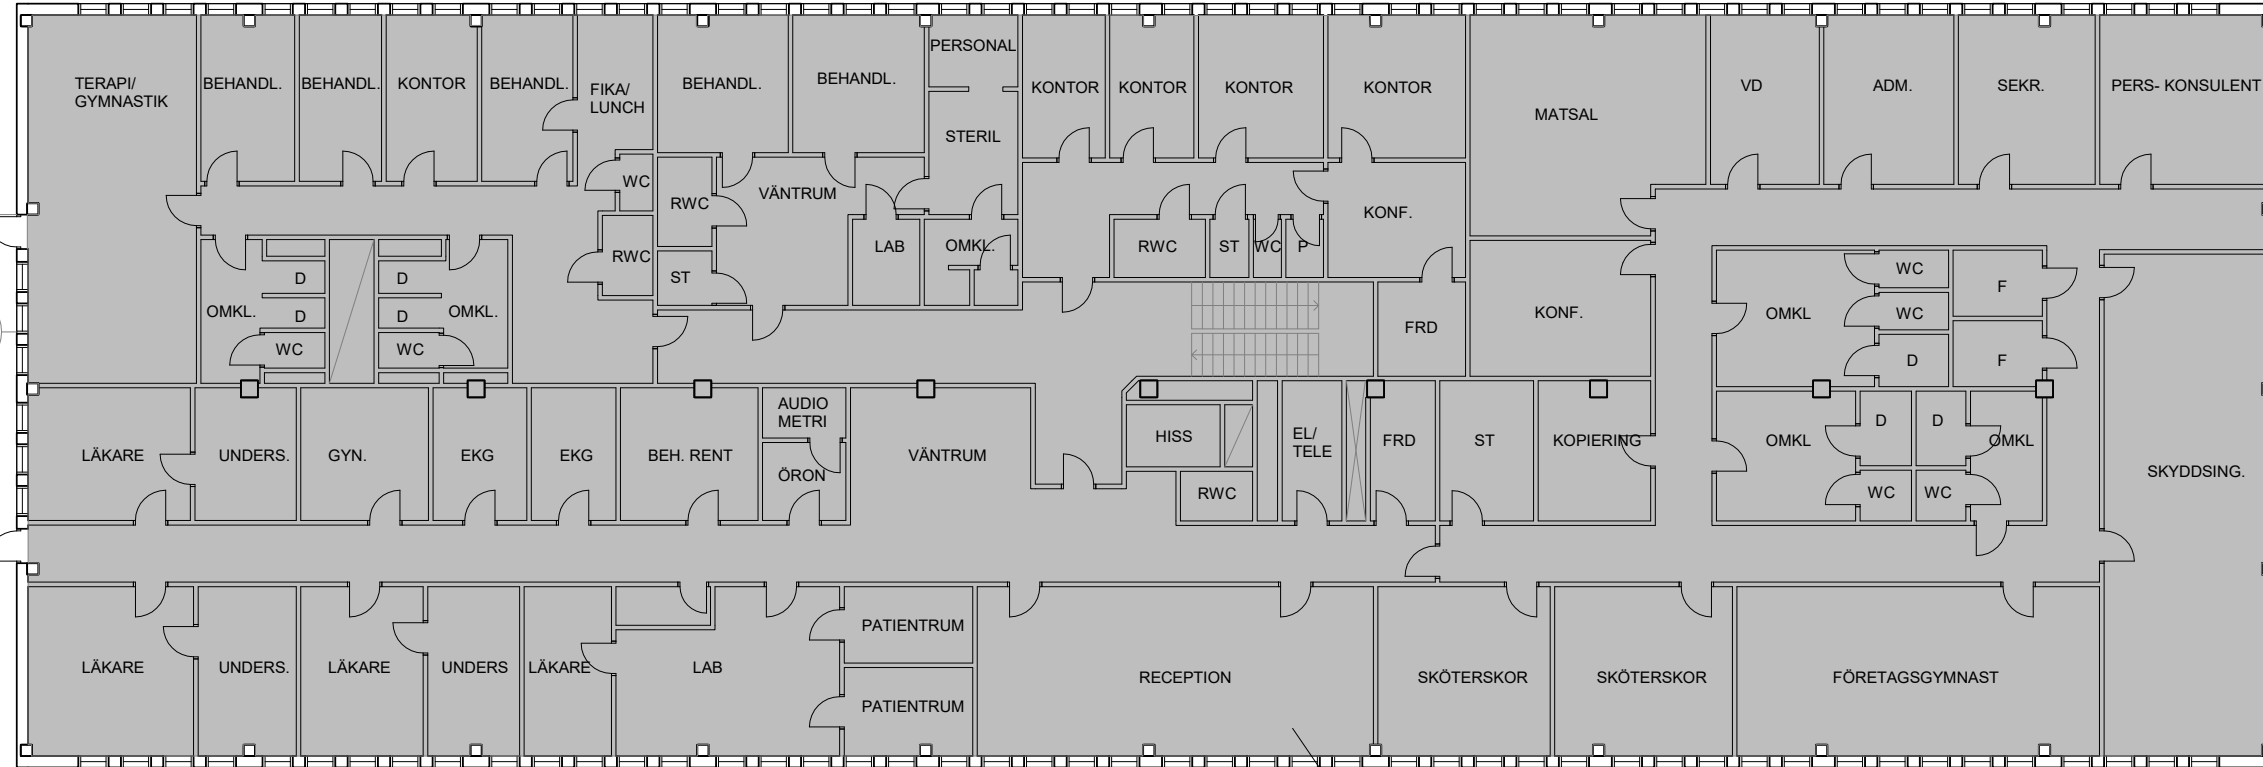 TERAPI/
GYMNASTIK
BEHANDL.
BEHANDL.
KONTOR
BEHANDL.
FIKA/
LUNCH
BEHANDL.
BEHANDL.
PERSONAL
STERIL
KONTOR
KONTOR
KONTOR
KONTOR
MATSAL
VD
ADM.
SEKR.
PERS- KONSULENT
WC
RWC
RWC
VÄNTRUM
ST
LAB
OMKL.
RWC
ST
WC
P
KONF.
OMKL.
D
D
WC
D
D
WC
OMKL.
FRD
KONF.
OMKL
WC
WC
D
F
F
LÄKARE
UNDERS.
GYN.
EKG
EKG
BEH. RENT
AUDIO
METRI
ÖRON
VÄNTRUM
HISS
RWC
EL/
TELE
FRD
ST
KOPIERING
OMKL
D
D
OMKL
WC
WC
SKYDDSING.
LÄKARE
UNDERS.
LÄKARE
UNDERS
LÄKARE
LAB
PATIENTRUM
PATIENTRUM
RECEPTION
SKÖTERSKOR
SKÖTERSKOR
FÖRETAGSGYMNAST